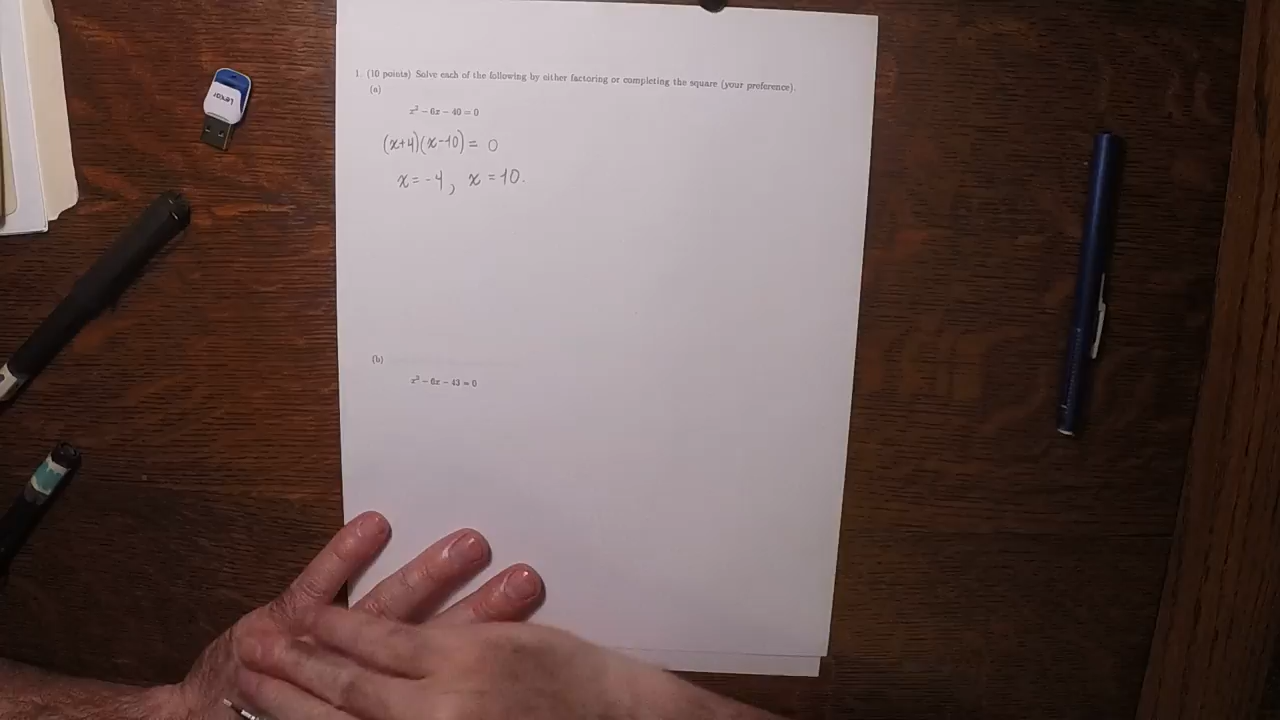 1. (10 points) Solve each of the following by either factoring or completing the square (your preference).
(a)
x² − 6x − 40 = 0
(x+4)(x-10) = 0
x = -4, x = 10.
(b)
x² − 6x − 43 = 0